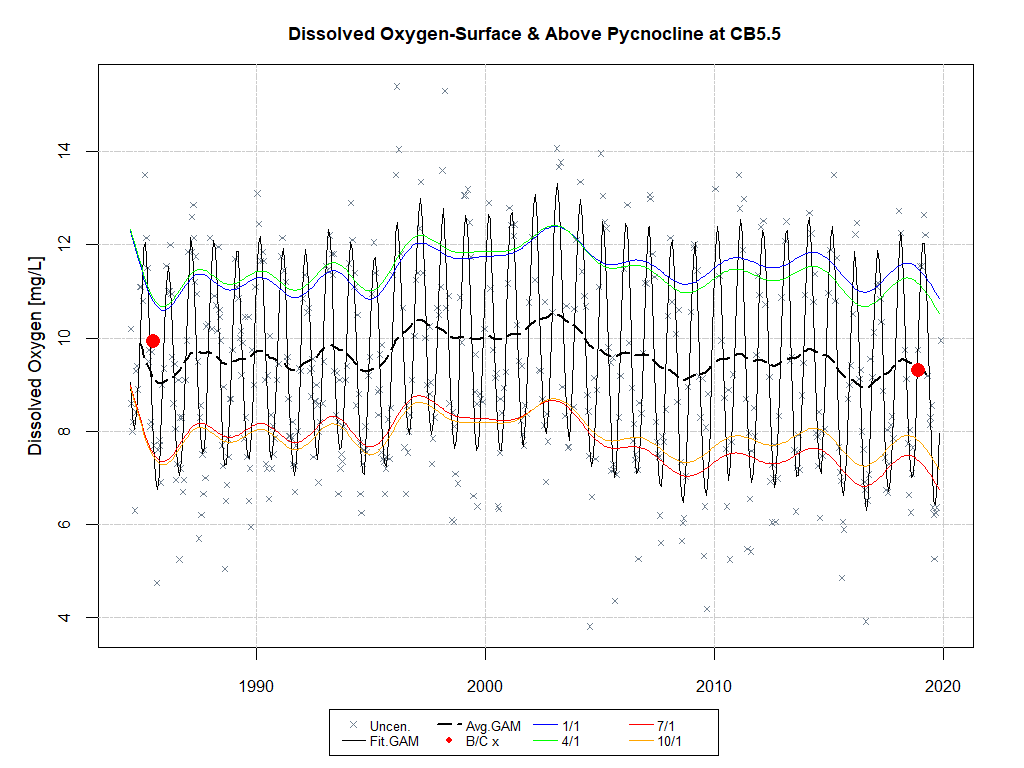 Dissolved Oxygen-Surface & Above Pycnocline at CB5.5
Dissolved Oxygen [mg/L]
14
12
10
8
6
4
1990 2000 2010 2020
Uncen. Avg.GAM 1/1 7/1
Fit.GAM B/C x 4/1 10/1